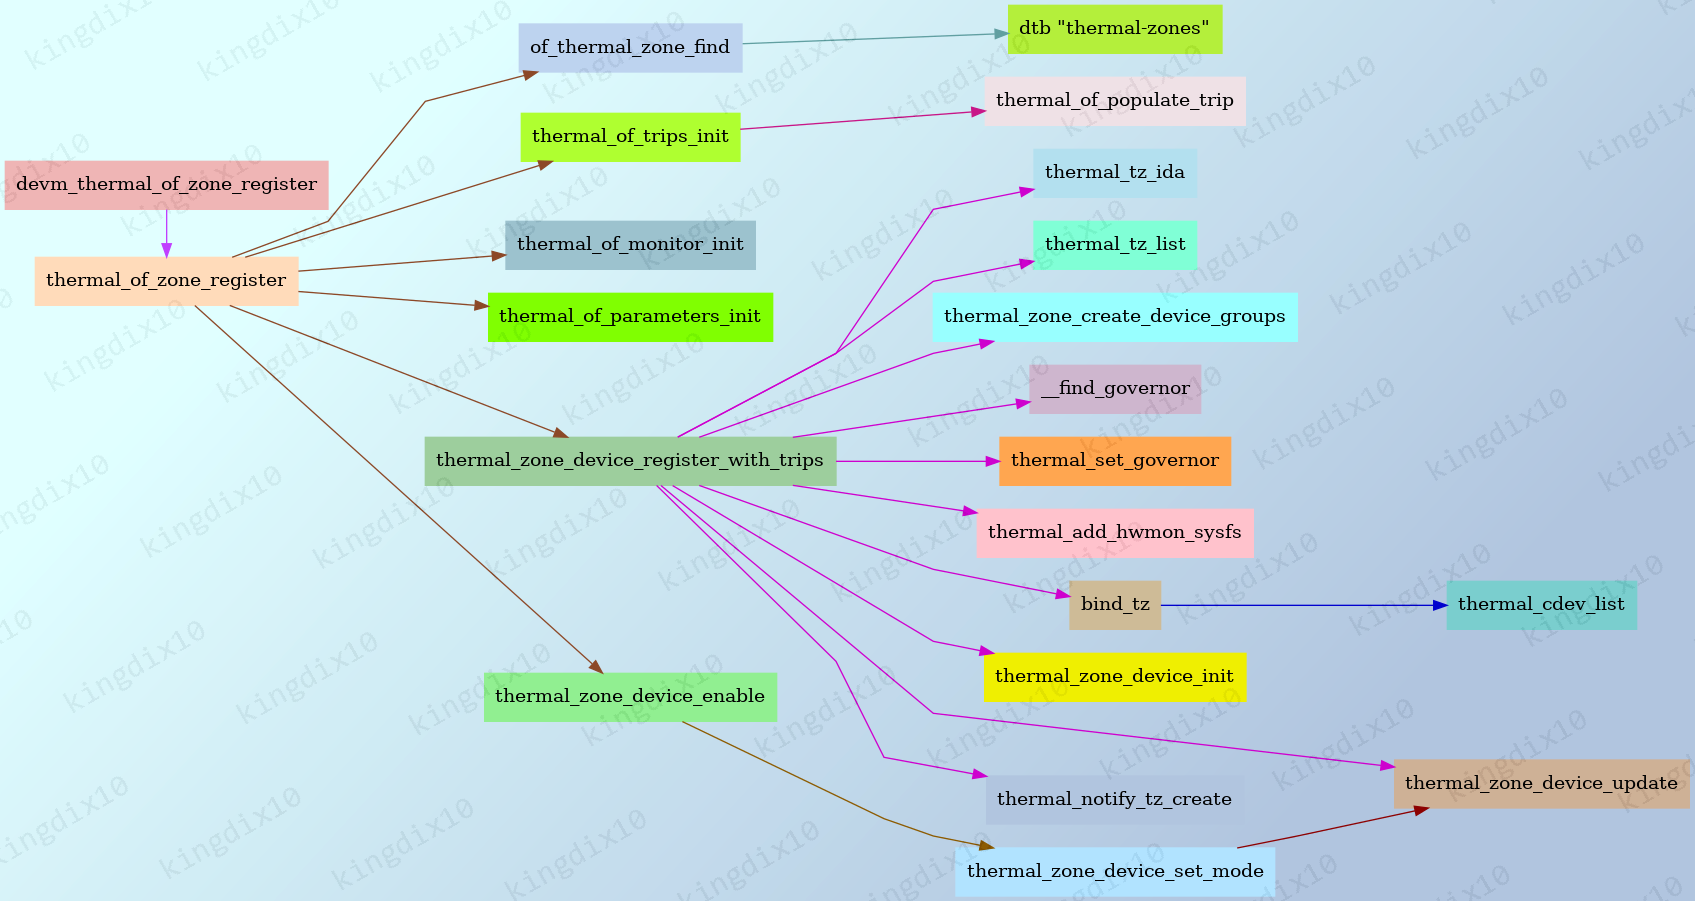 of_thermal_zone_find
dtb "thermal-zones"
thermal_of_populate_trip
thermal_of_trips_init
thermal_tz_ida
devm_thermal_of_zone_register
thermal_of_monitor_init
thermal_tz_list
thermal_of_zone_register
thermal_of_parameters_init
thermal_zone_create_device_groups
__find_governor
thermal_zone_device_register_with_trips
thermal_set_governor
thermal_add_hwmon_sysfs
bind_tz
thermal_cdev_list
thermal_zone_device_init
thermal_zone_device_enable
thermal_zone_device_update
thermal_notify_tz_create
thermal_zone_device_set_mode
kingdix10